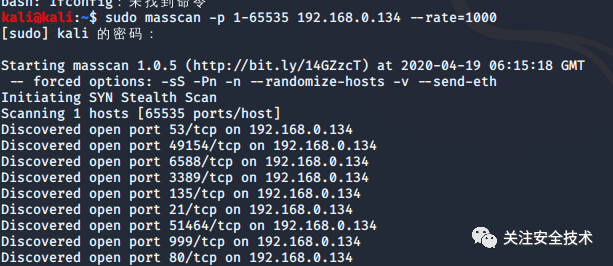 bash: ifconfig：未找到命令
kali@kali:~$ sudo masscan -p 1-65535 192.168.0.134 --rate=1000
[sudo] kali 的密码：
Starting masscan 1.0.5 (http://bit.ly/14GZzcT) at 2020-04-19 06:15:18 GMT
-- forced options: -sS -Pn -n --randomize-hosts -v --send-eth
Initiating SYN Stealth Scan
Scanning 1 hosts [65535 ports/host]
Discovered open port 53/tcp on 192.168.0.134
Discovered open port 49154/tcp on 192.168.0.134
Discovered open port 6588/tcp on 192.168.0.134
Discovered open port 3389/tcp on 192.168.0.134
Discovered open port 135/tcp on 192.168.0.134
Discovered open port 21/tcp on 192.168.0.134
Discovered open port 51464/tcp on 192.168.0.134
Discovered open port 999/tcp on 192.168.0.134
Discovered open port 80/tcp on 192.168.0.134
关注安全技术